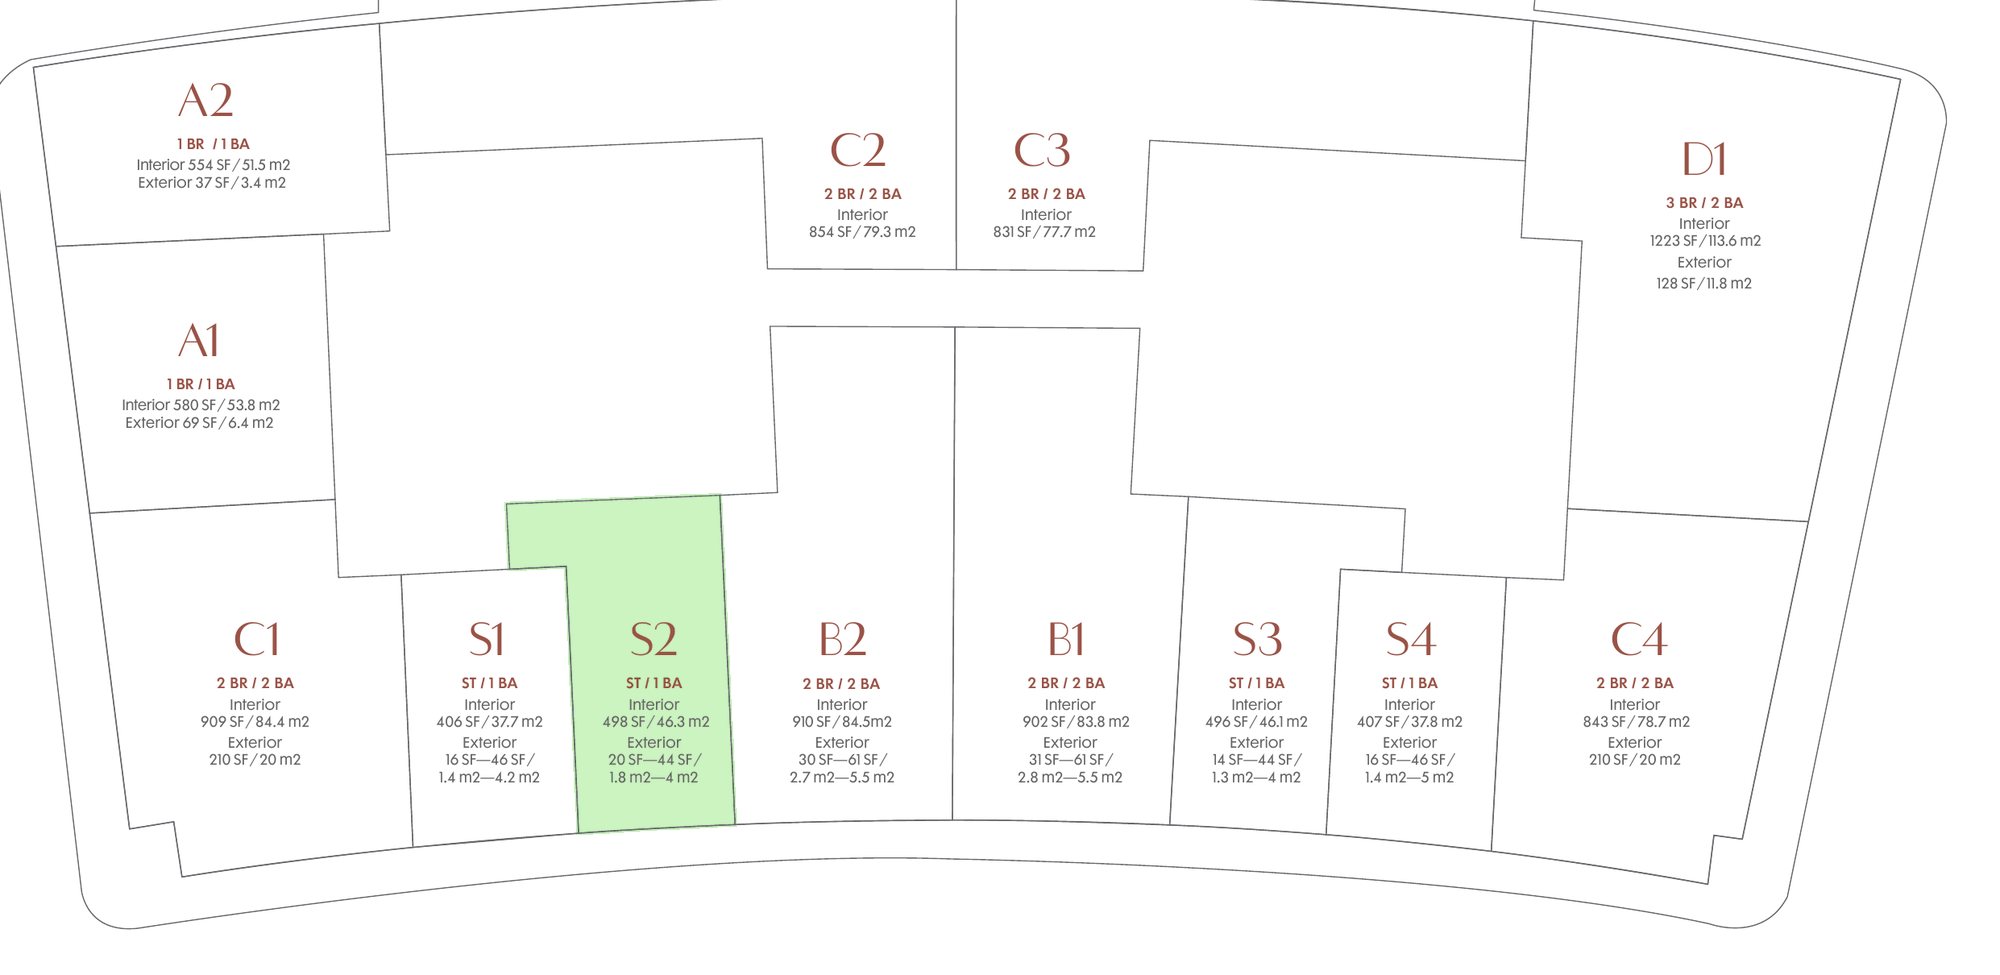 A2
1 BR / 1 BA
Interior 554 SF/51.5 m2
Exterior 37 SF/3.4 m2
C2
2 BR / 2 BA
Interior
854 SF/79.3 m2
C3
2 BR / 2 BA
Interior
831 SF/77.7 m2
D1
3 BR / 2 BA
Interior
1223 SF/113.6 m2
Exterior
128 SF/11.8 m2
A1
1 BR / 1 BA
Interior 580 SF/53.8 m2
Exterior 69 SF/6.4 m2
C1
2 BR / 2 BA
Interior
909 SF/84.4 m2
Exterior
210 SF/20 m2
S1
ST / 1 BA
Interior
406 SF/37.7 m2
Exterior
16 SF—46 SF/
1.4 m2—4.2 m2
S2
ST / 1 BA
Interior
498 SF/46.3 m2
Exterior
20 SF—44 SF/
1.8 m2—4 m2
B2
2 BR / 2 BA
Interior
910 SF/84.5m2
Exterior
30 SF—61 SF/
2.7 m2—5.5 m2
B1
2 BR / 2 BA
Interior
902 SF/83.8 m2
Exterior
31 SF—61 SF/
2.8 m2—5.5 m2
S3
ST / 1 BA
Interior
496 SF/46.1 m2
Exterior
14 SF—44 SF/
1.3 m2—4 m2
S4
ST / 1 BA
Interior
407 SF/37.8 m2
Exterior
16 SF—46 SF/
1.4 m2—5 m2
C4
2 BR / 2 BA
Interior
843 SF/78.7 m2
Exterior
210 SF/20 m2